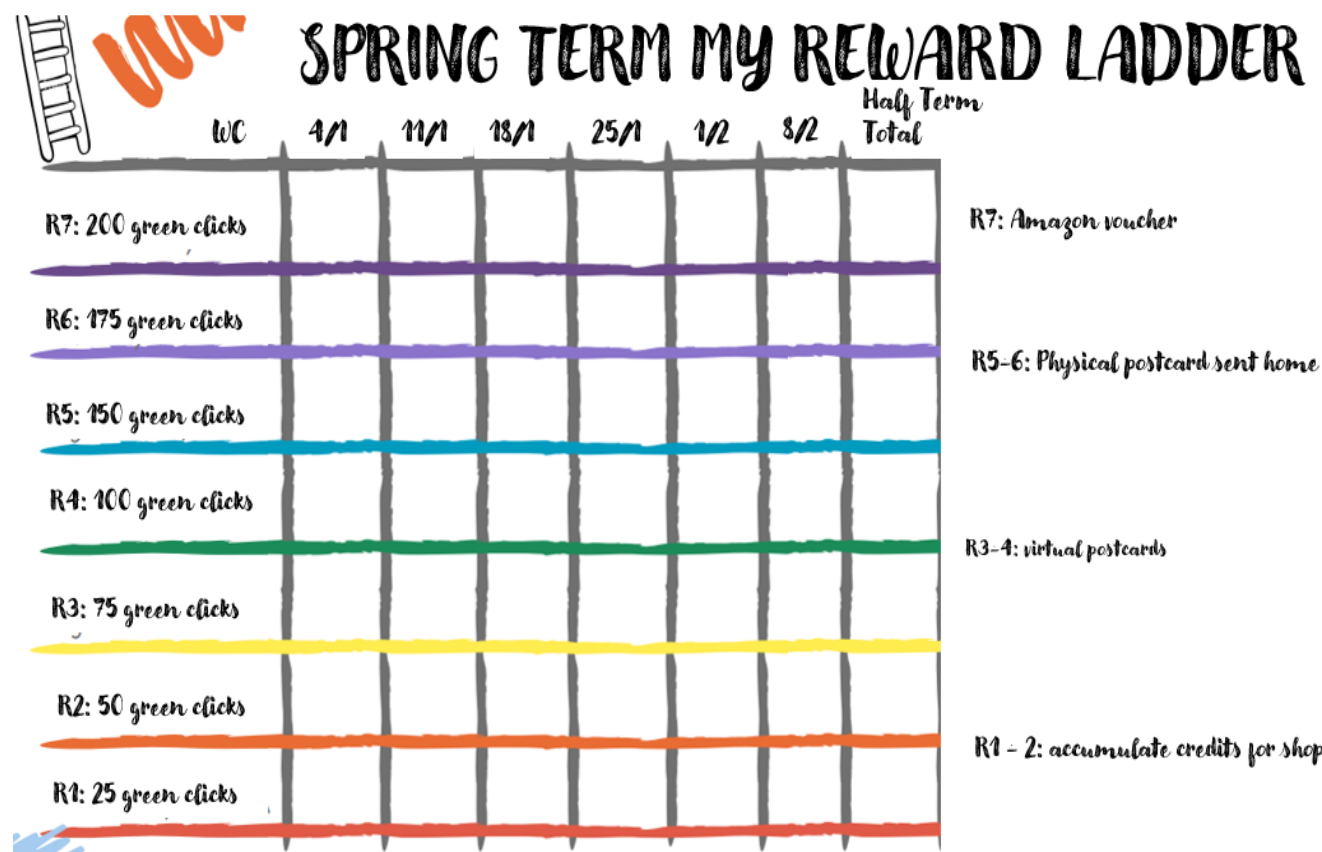 SPRING TERM MY REWARD LADDER
Half Term
WC 4/1 11/1 18/1 25/1 1/2 8/2 Total
R7: 200 green clicks
R7: Amazon voucher
R6: 175 green clicks
R5-6: Physical postcard sent home
R5: 150 green clicks
R4: 100 green clicks
R3-4: virtual postcards
R3: 75 green clicks
R2: 50 green clicks
R1 - 2: accumulate credits for shop
R1: 25 green clicks